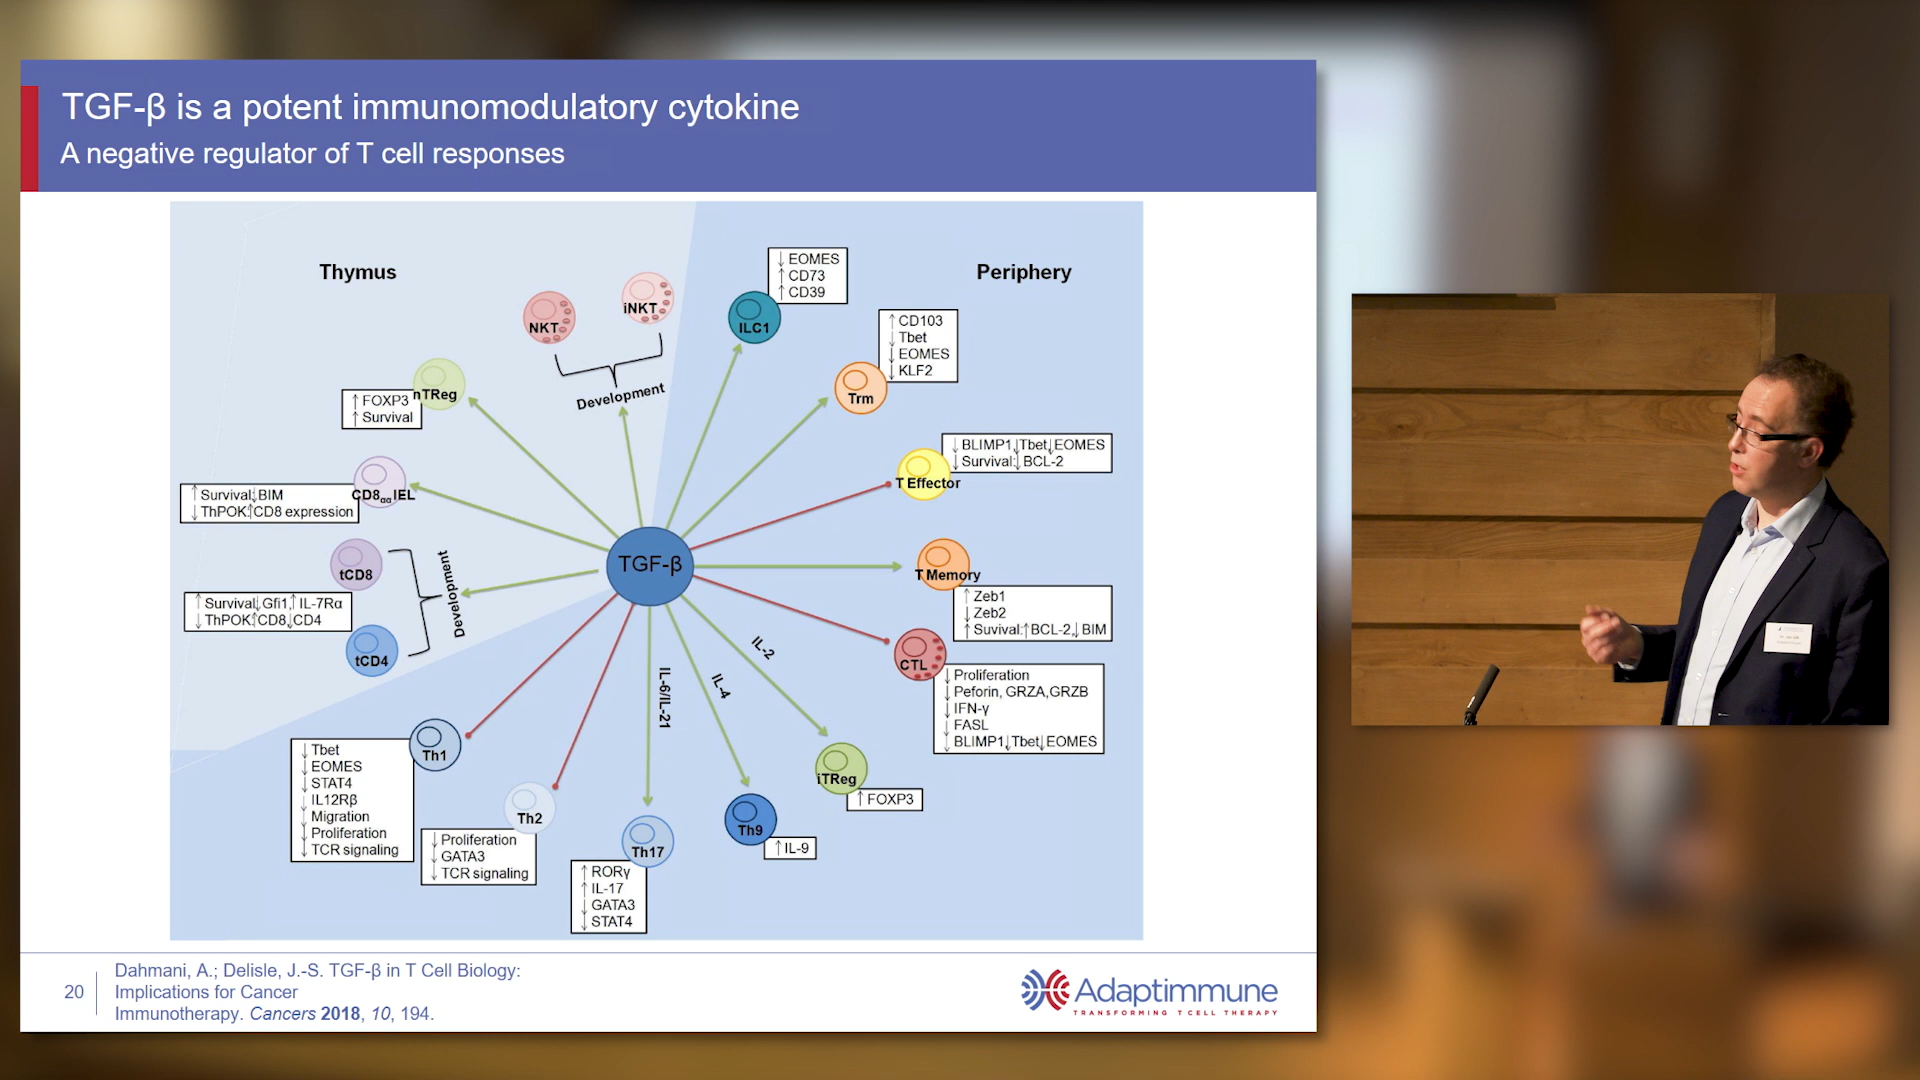 TGF-β is a potent immunomodulatory cytokine
A negative regulator of T cell responses
Thymus
Periphery
NKT
iNKT
Development
nTReg
↑ FOXP3
↑ Survival
CD8αα IEL
↑ Survival:↓BIM
↓ ThPOK:↑CD8 expression
tCD8
tCD4
Development
↑ Survival:↓Gfi1,↑ IL-7Rα
↓ ThPOK:↑CD8↓CD4
TGF-β
ILC1
↓ EOMES
↑ CD73
↑ CD39
Trm
↑ CD103
↓ Tbet
↓ EOMES
↓ KLF2
T Effector
↓ BLIMP1↓Tbet↓EOMES
↓ Survival:↓ BCL-2
T Memory
↑ Zeb1
↓ Zeb2
↑ Suvival:↑BCL-2,↓ BIM
CTL
↓ Proliferation
↓ Peforin, GRZA,GRZB
↓ IFN-γ
↓ FASL
↓ BLIMP1↓Tbet↓EOMES
IL-2
iTReg
↑ FOXP3
IL-4
Th9
↑ IL-9
IL-6/IL-21
Th17
↑ RORγ
↑ IL-17
↓ GATA3
↓ STAT4
Th2
↓ Proliferation
↓ GATA3
↓ TCR signaling
Th1
↓ Tbet
↓ EOMES
↓ STAT4
↓ IL12Rβ
↓ Migration
↓ Proliferation
↓ TCR signaling
20
Dahmani, A.; Delisle, J.-S. TGF-β in T Cell Biology:
Implications for Cancer
Immunotherapy. Cancers 2018, 10, 194.
Adaptimmune
TRANSFORMING T CELL THERAPY